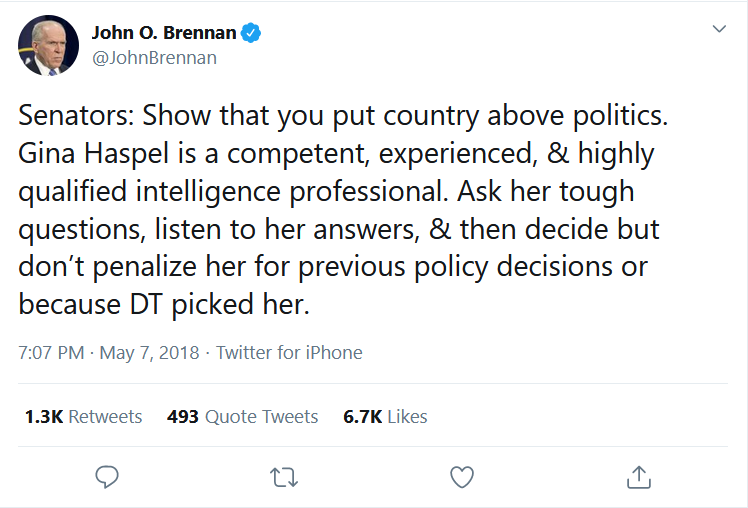 John O. Brennan
@JohnBrennan
Senators: Show that you put country above politics.
Gina Haspel is a competent, experienced, & highly
qualified intelligence professional. Ask her tough
questions, listen to her answers, & then decide but
don’t penalize her for previous policy decisions or
because DT picked her.
7:07 PM · May 7, 2018 · Twitter for iPhone
1.3K Retweets 493 Quote Tweets 6.7K Likes